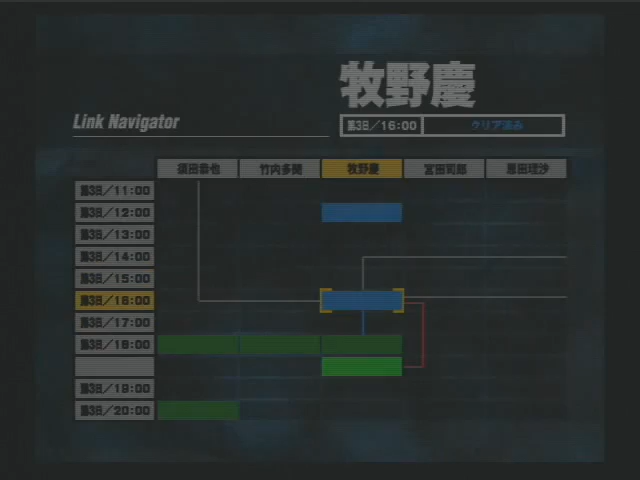 牧野慶
Link Navigator
第3日／16:00 クリア済み
須田恭也 竹内多聞 牧野慶 宮田司郎 恩田理沙
第3日／11:00
第3日／12:00
第3日／13:00
第3日／14:00
第3日／15:00
第3日／16:00
第3日／17:00
第3日／18:00
第3日／19:00
第3日／20:00